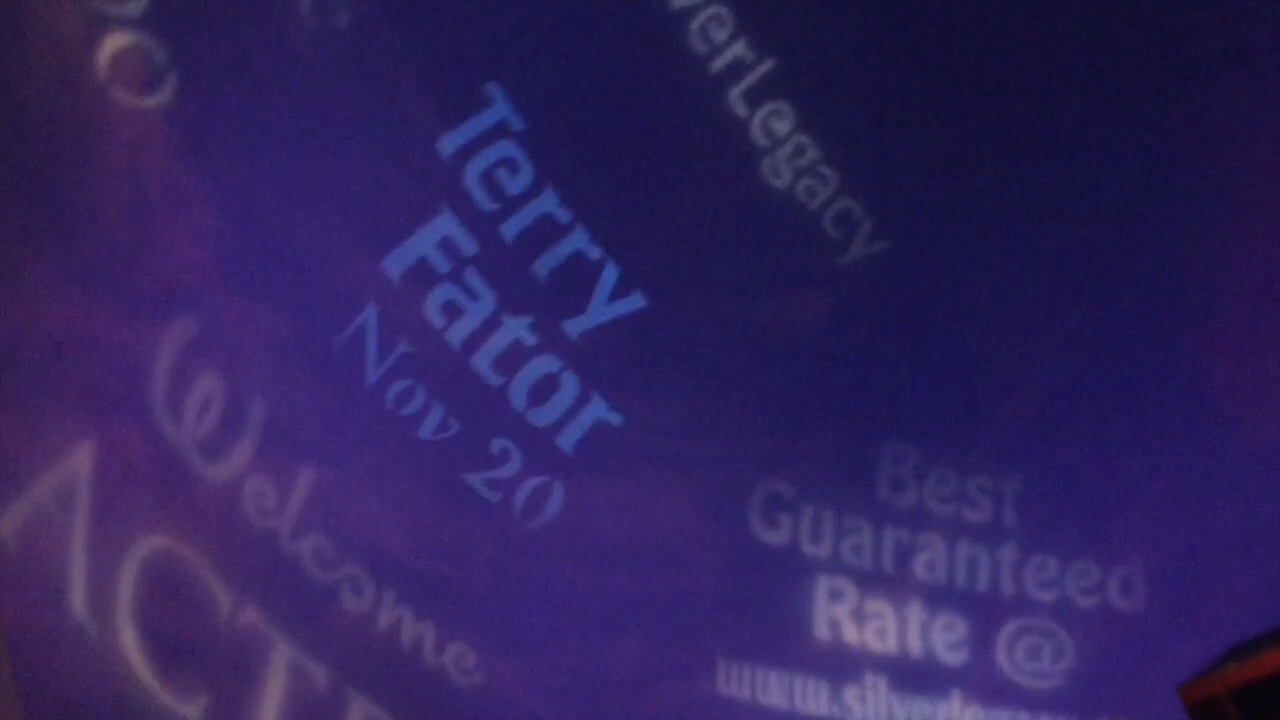 verLegacy
Terry
Fator
Nov 20
Welcome
Best
Guaranteed
Rate @